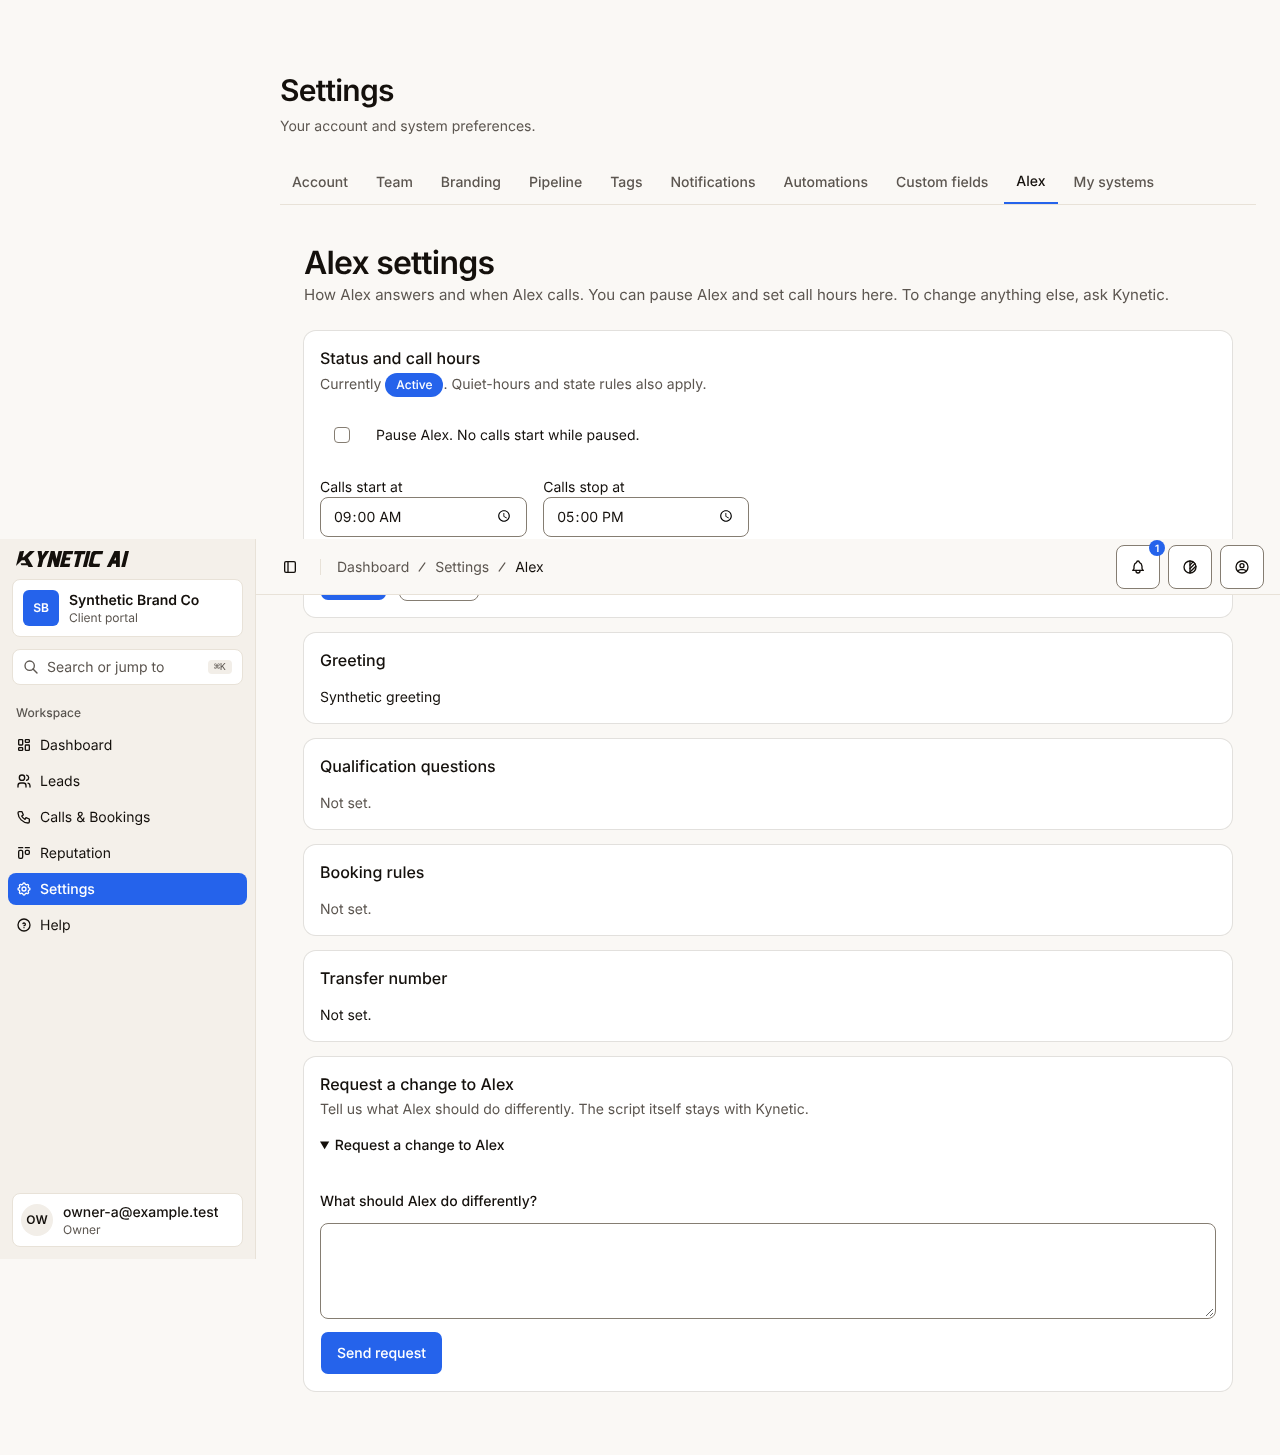 Settings
Your account and system preferences.
Account Team Branding Pipeline Tags Notifications Automations Custom fields Alex My systems
Alex settings
How Alex answers and when Alex calls. You can pause Alex and set call hours here. To change anything else, ask Kynetic.
Status and call hours
Currently Active. Quiet-hours and state rules also apply.
Pause Alex. No calls start while paused.
Calls start at
09:00 AM
Calls stop at
05:00 PM
KYNETIC AI
SB
Synthetic Brand Co
Client portal
Search or jump to
⌘K
Workspace
Dashboard
Leads
Calls & Bookings
Reputation
Settings
Help
OW
owner-a@example.test
Owner
Dashboard / Settings / Alex
1
Greeting
Synthetic greeting
Qualification questions
Not set.
Booking rules
Not set.
Transfer number
Not set.
Request a change to Alex
Tell us what Alex should do differently. The script itself stays with Kynetic.
▼ Request a change to Alex
What should Alex do differently?
Send request